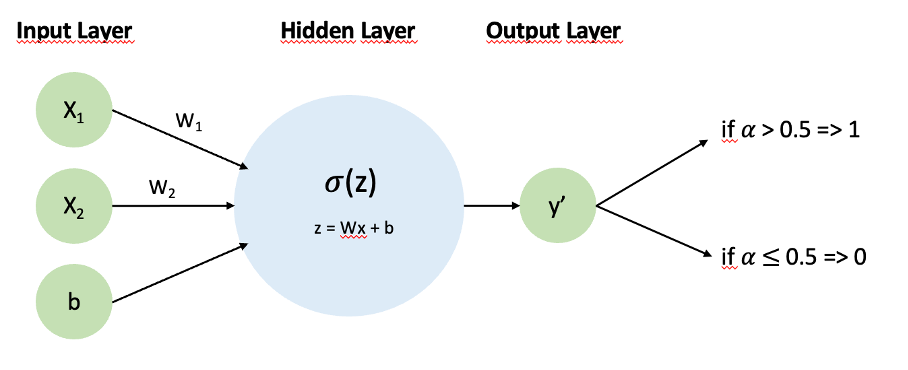 Input Layer
Hidden Layer
Output Layer
X₁
W₁
X₂
W₂
b
σ(z)
z = Wx + b
y’
if α > 0.5 => 1
if α ≤ 0.5 => 0